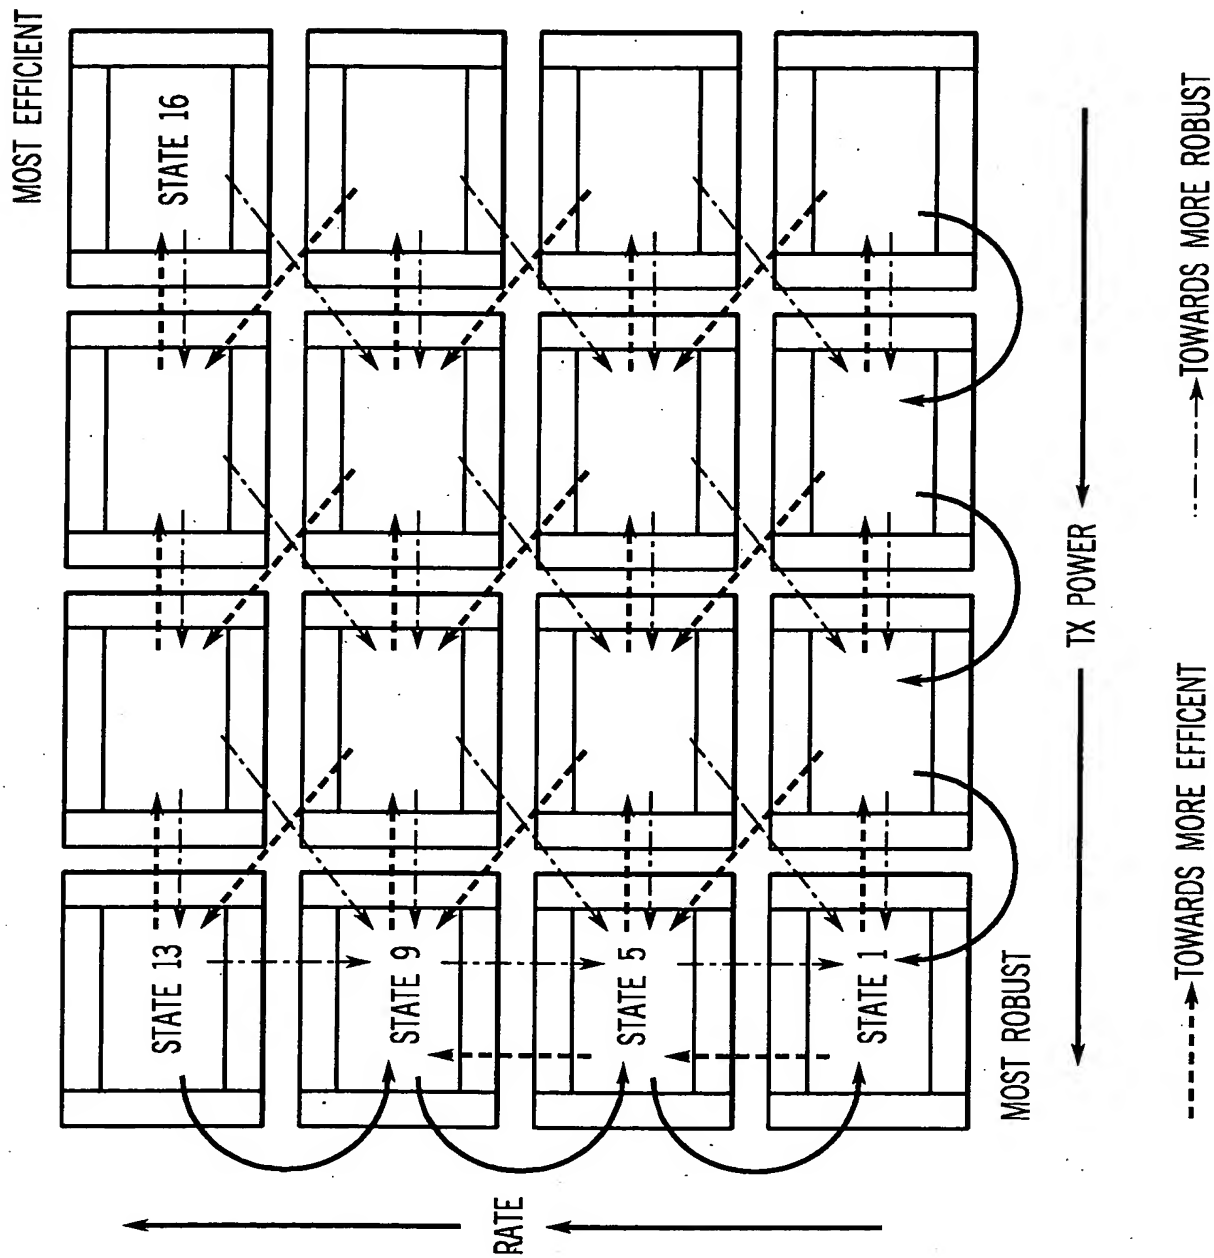 MOST EFFICIENT
STATE 16
STATE 13
STATE 9
STATE 5
STATE 1
MOST ROBUST
RATE
TX POWER
TOWARDS MORE EFFICENT
TOWARDS MORE ROBUST